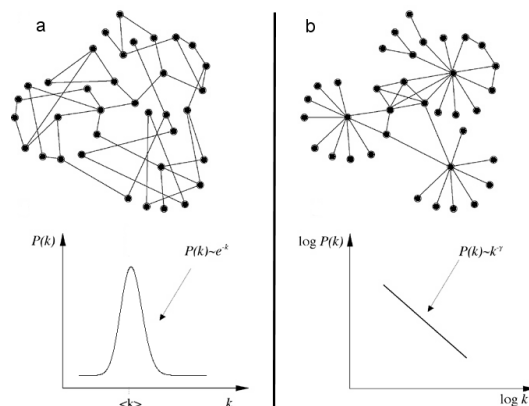 a
b
P(k)
P(k)~e^-k
<k>
k
log P(k)
P(k)~k^-γ
log k